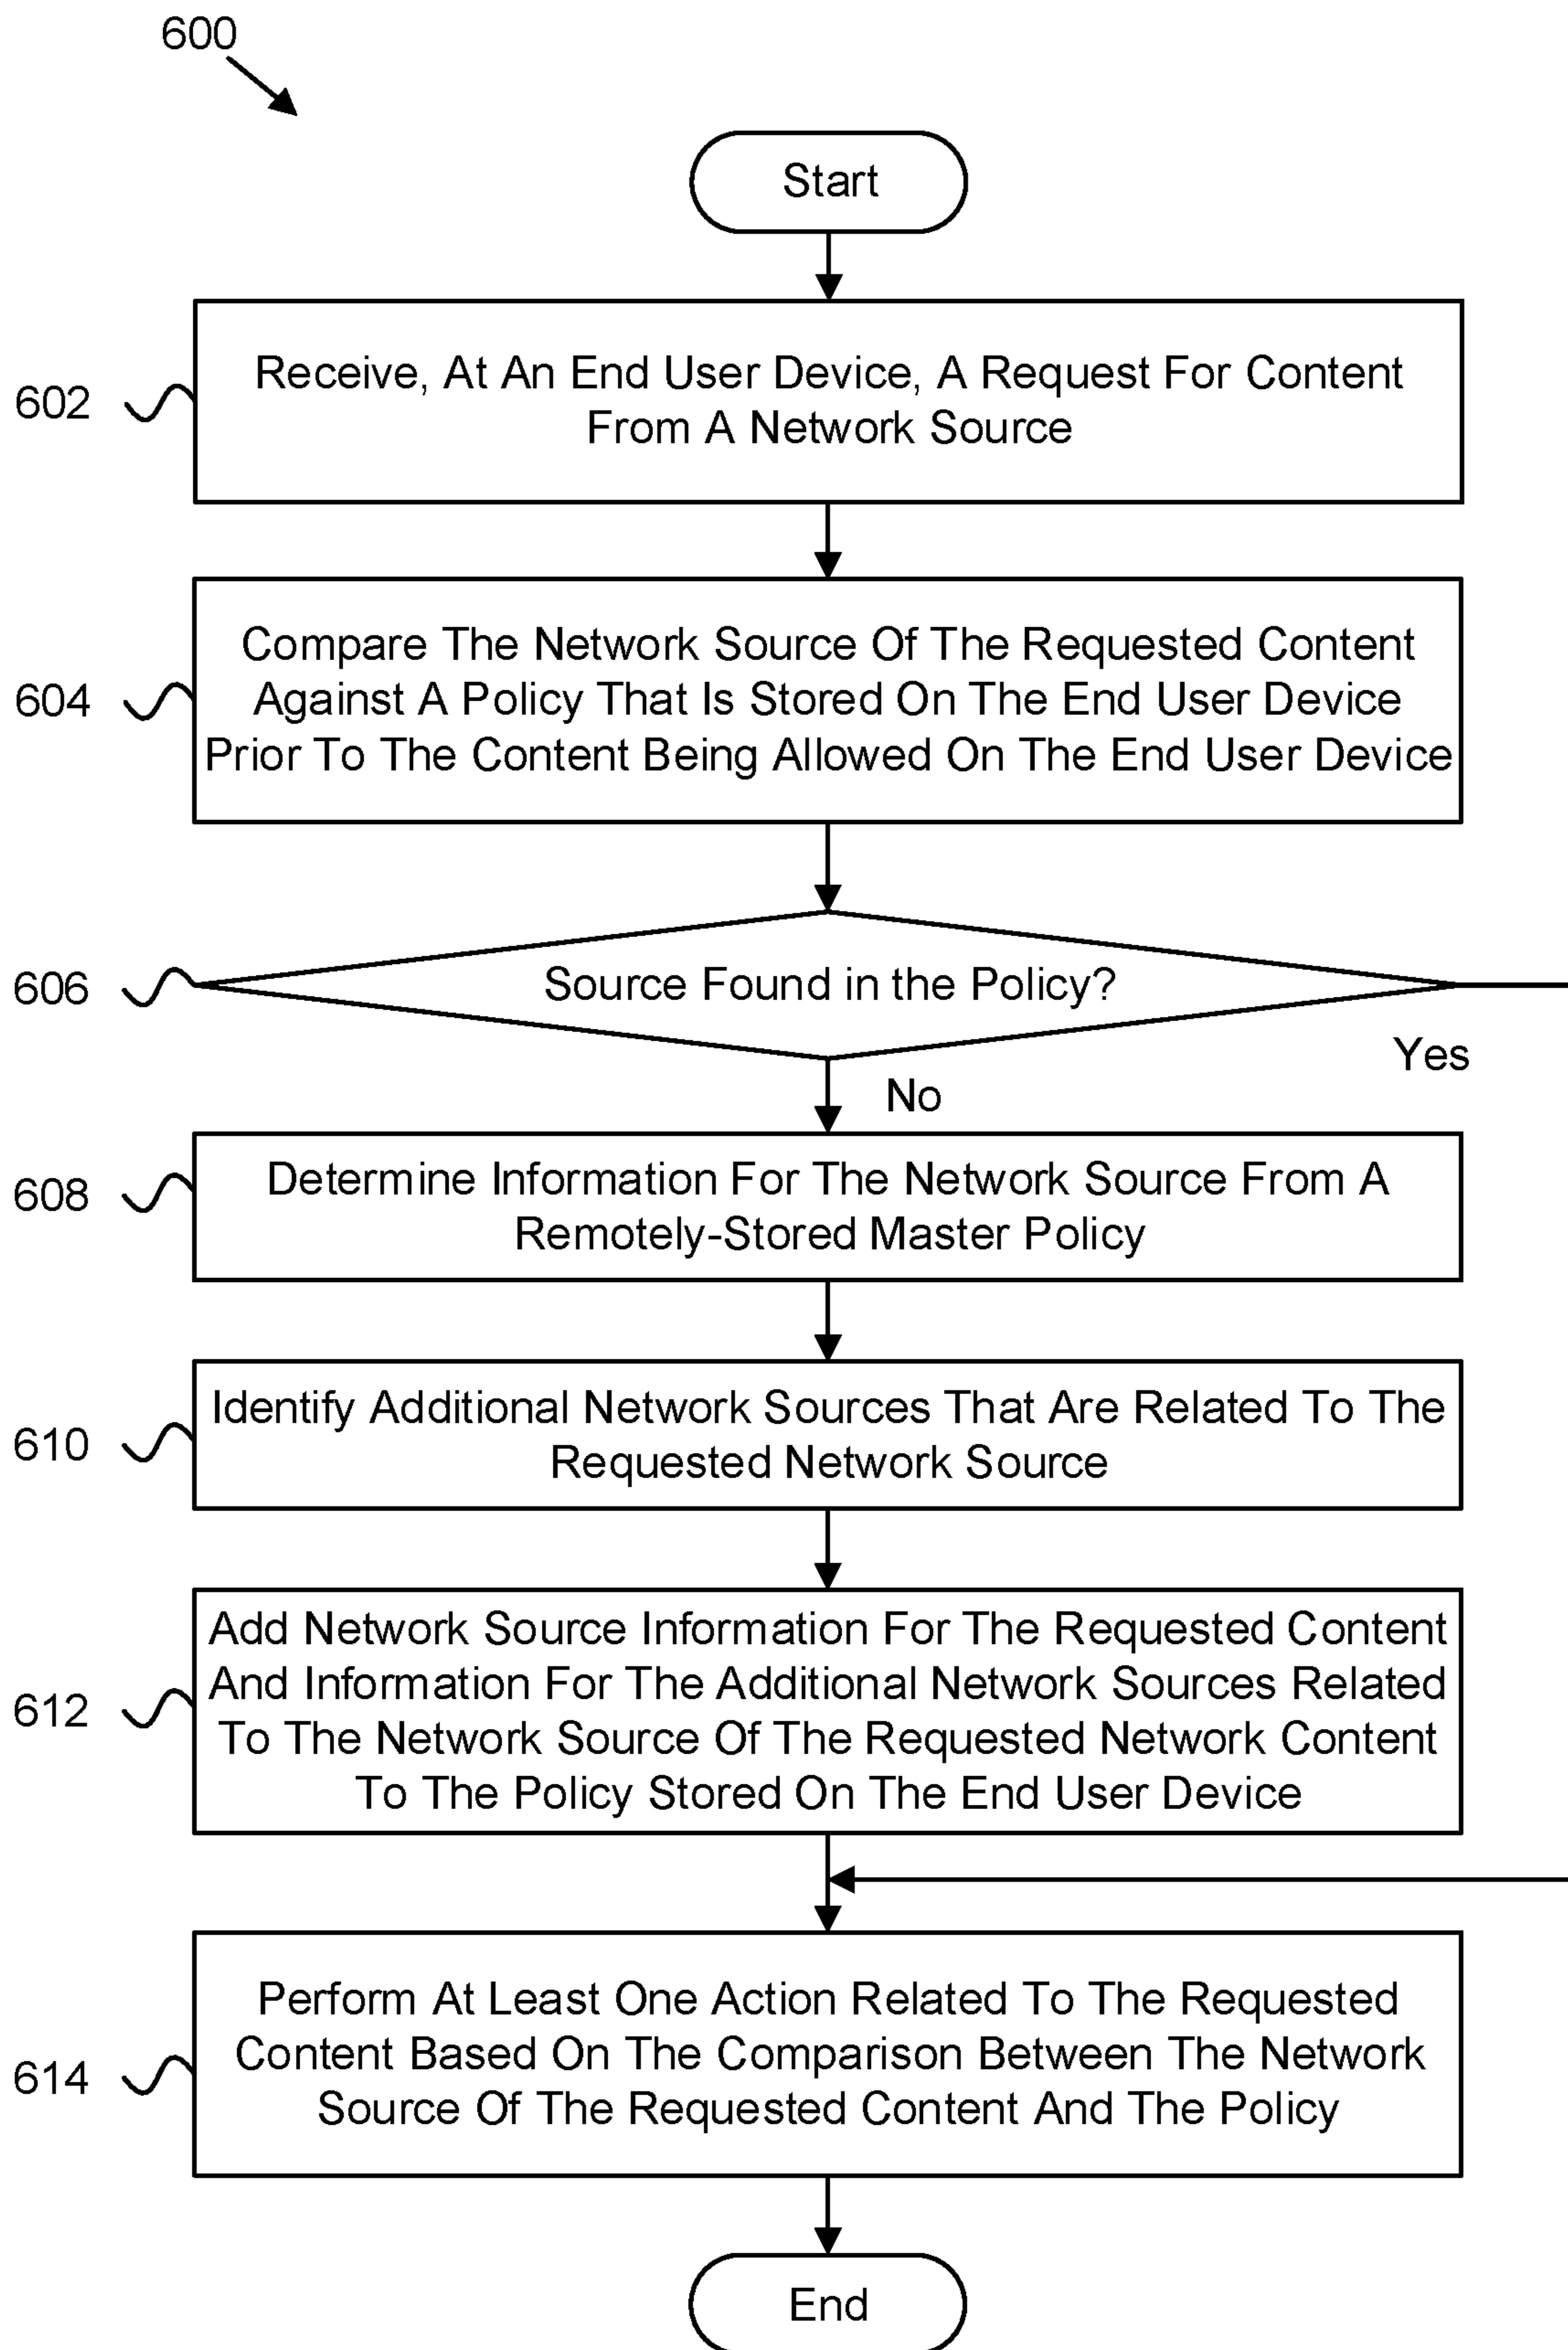 600
Start
602
Receive, At An End User Device, A Request For Content
From A Network Source
604
Compare The Network Source Of The Requested Content
Against A Policy That Is Stored On The End User Device
Prior To The Content Being Allowed On The End User Device
606
Source Found in the Policy?
Yes
No
608
Determine Information For The Network Source From A
Remotely-Stored Master Policy
610
Identify Additional Network Sources That Are Related To The
Requested Network Source
612
Add Network Source Information For The Requested Content
And Information For The Additional Network Sources Related
To The Network Source Of The Requested Network Content
To The Policy Stored On The End User Device
614
Perform At Least One Action Related To The Requested
Content Based On The Comparison Between The Network
Source Of The Requested Content And The Policy
End